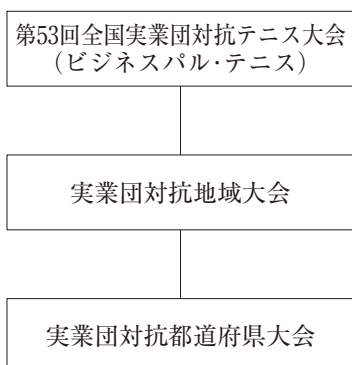 第53回全国実業団対抗テニス大会
（ビジネスパル・テニス）
実業団対抗地域大会
実業団対抗都道府県大会